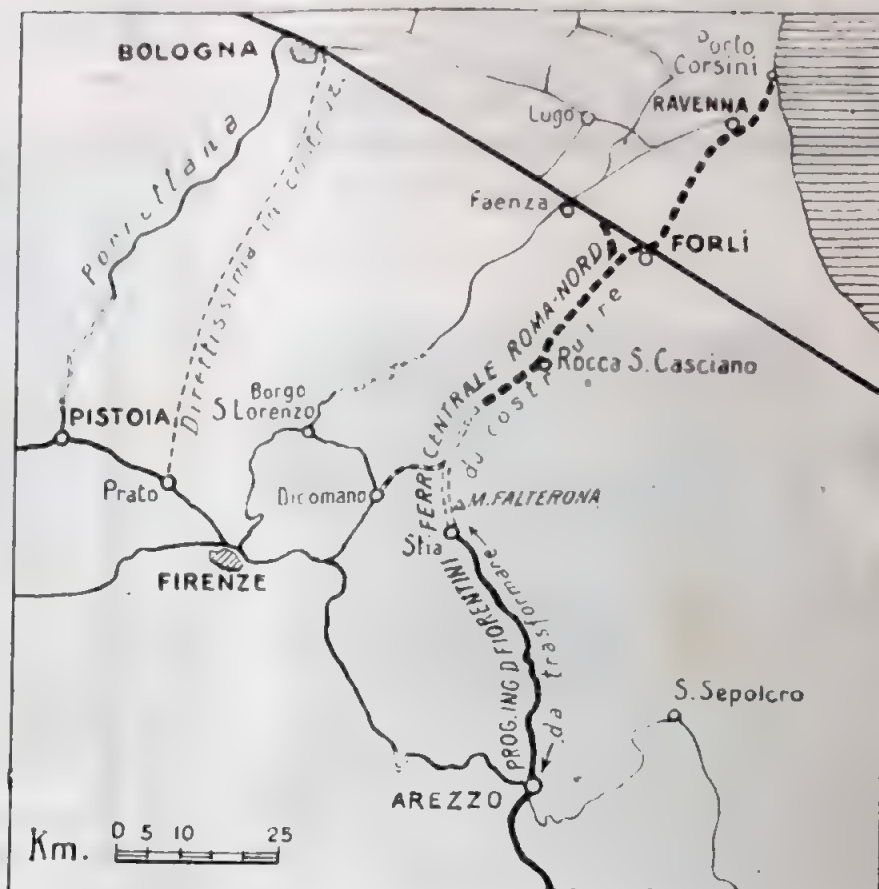 BOLOGNA
Porto
Corsini
RAVENNA
Lugo
Porrettana
Direttissima in costruz.
Faenza
FORLÍ
FERR. CENTRALE ROMA-NORD
da costruire
Rocca S. Casciano
Borgo
S. Lorenzo
PISTOIA
Prato
Dicomano
M. FALTERONA
Stia
FIRENZE
PROG. ING D FIORENTINI
da trasformare
S. Sepolcro
AREZZO
Km. 0 5 10 25